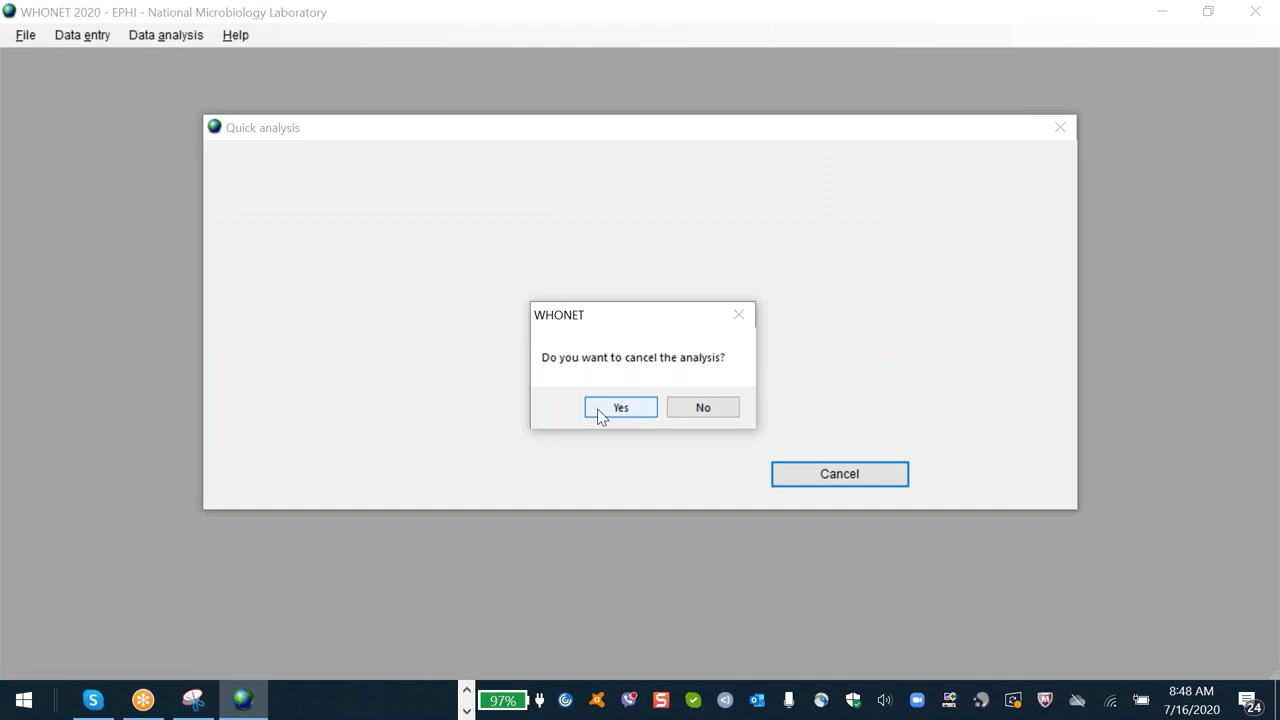 WHONET 2020 - EPHI - National Microbiology Laboratory
File Data entry Data analysis Help
Quick analysis
WHONET
Do you want to cancel the analysis?
Yes No
Cancel
97%
8:48 AM
7/16/2020
24